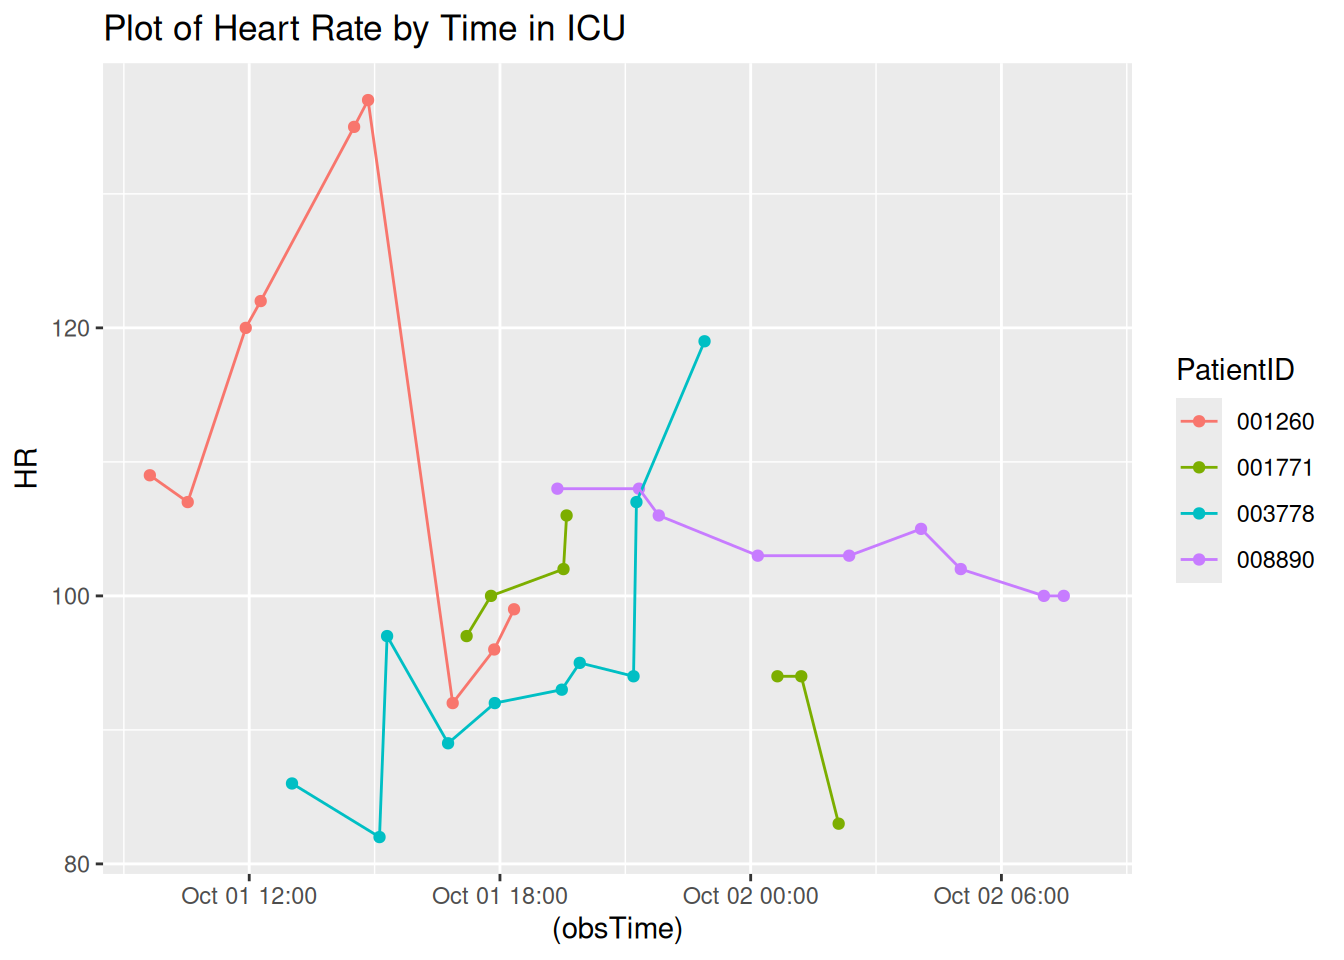 Plot of Heart Rate by Time in ICU
HR
120
100
80
Oct 01 12:00
Oct 01 18:00
Oct 02 00:00
Oct 02 06:00
(obsTime)
PatientID
001260
001771
003778
008890